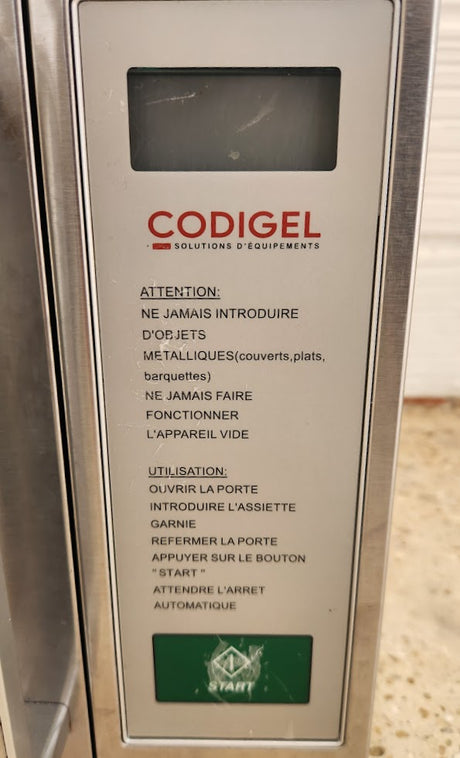 CODIGEL
SOLUTIONS D'ÉQUIPEMENTS
ATTENTION:
NE JAMAIS INTRODUIRE
D'OBJETS
METALLIQUES(couverts,plats,
barquettes)
NE JAMAIS FAIRE
FONCTIONNER
L'APPAREIL VIDE
UTILISATION:
OUVRIR LA PORTE
INTRODUIRE L'ASSIETTE
GARNIE
REFERMER LA PORTE
APPUYER SUR LE BOUTON
"START"
ATTENDRE L'ARRET
AUTOMATIQUE
START